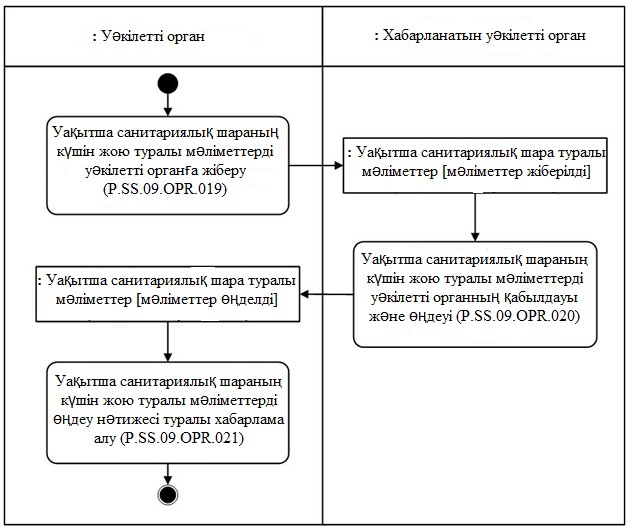 : Уәкілетті орган
: Хабарланатын уәкілетті орган
Уақытша санитариялық шараның
күшін жою туралы мәліметтерді
уәкілетті органға жіберу
(P.SS.09.OPR.019)
: Уақытша санитариялық шара туралы
мәліметтер [мәліметтер жіберілді]
Уақытша санитариялық шараның
күшін жою туралы мәліметтерді
уәкілетті органның қабылдауы
және өңдеуі (P.SS.09.OPR.020)
: Уақытша санитариялық шара туралы
мәліметтер [мәліметтер өңделді]
Уақытша санитариялық шараның
күшін жою туралы мәліметтерді
өңдеу нәтижесі туралы хабарлама
алу (P.SS.09.OPR.021)